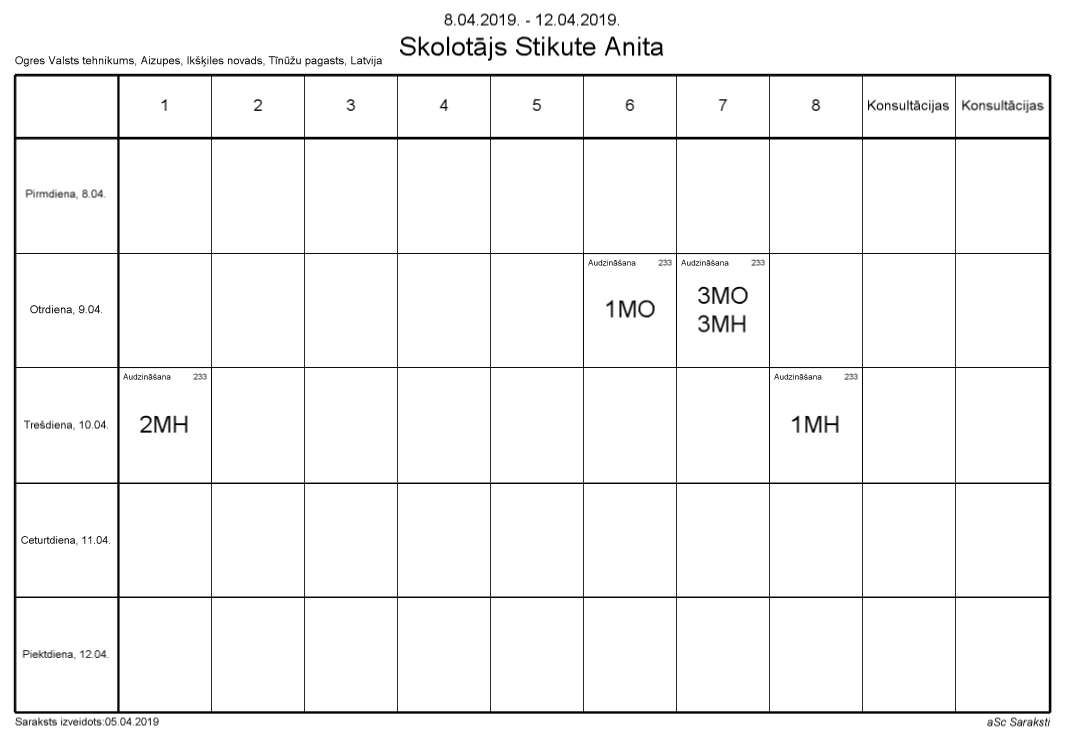 8.04.2019. - 12.04.2019.
Skolotājs Stikute Anita
Ogres Valsts tehnikums, Aizupes, Ikšķiles novads, Tīnūžu pagasts, Latvija
1 2 3 4 5 6 7 8 Konsultācijas Konsultācijas
Pirmdiena, 8.04.
Audzināšana 233 Audzināšana 233
Otrdiena, 9.04. 1MO 3MO
3MH
Audzināšana 233 Audzināšana 233
Trešdiena, 10.04. 2MH 1MH
Ceturtdiena, 11.04.
Piektdiena, 12.04.
Saraksts izveidots:05.04.2019 aSc Saraksti